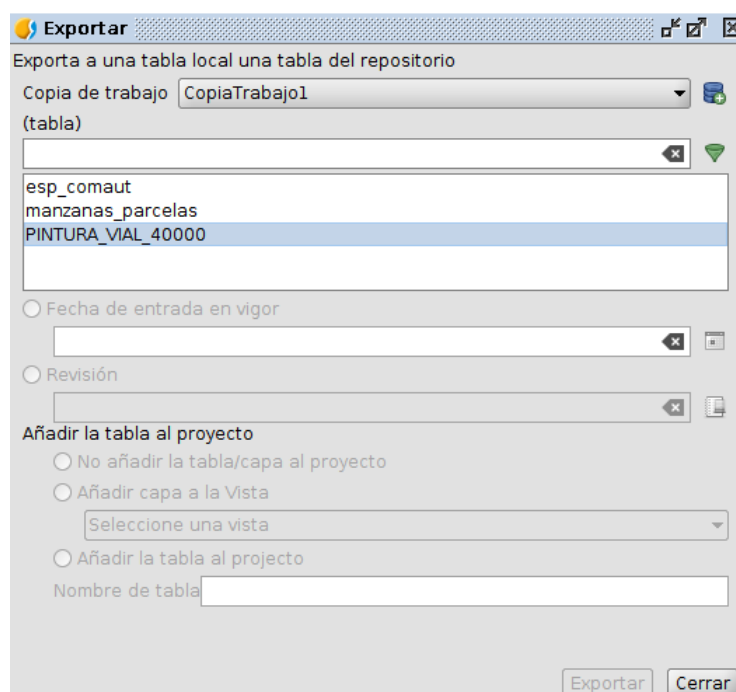 Exportar
Exporta a una tabla local una tabla del repositorio
Copia de trabajo CopiaTrabajo1
(tabla)
esp_comaut
manzanas_parcelas
PINTURA_VIAL_40000
Fecha de entrada en vigor
Revisión
Añadir la tabla al proyecto
No añadir la tabla/capa al proyecto
Añadir capa a la Vista
Seleccione una vista
Añadir la tabla al projecto
Nombre de tabla
Exportar Cerrar